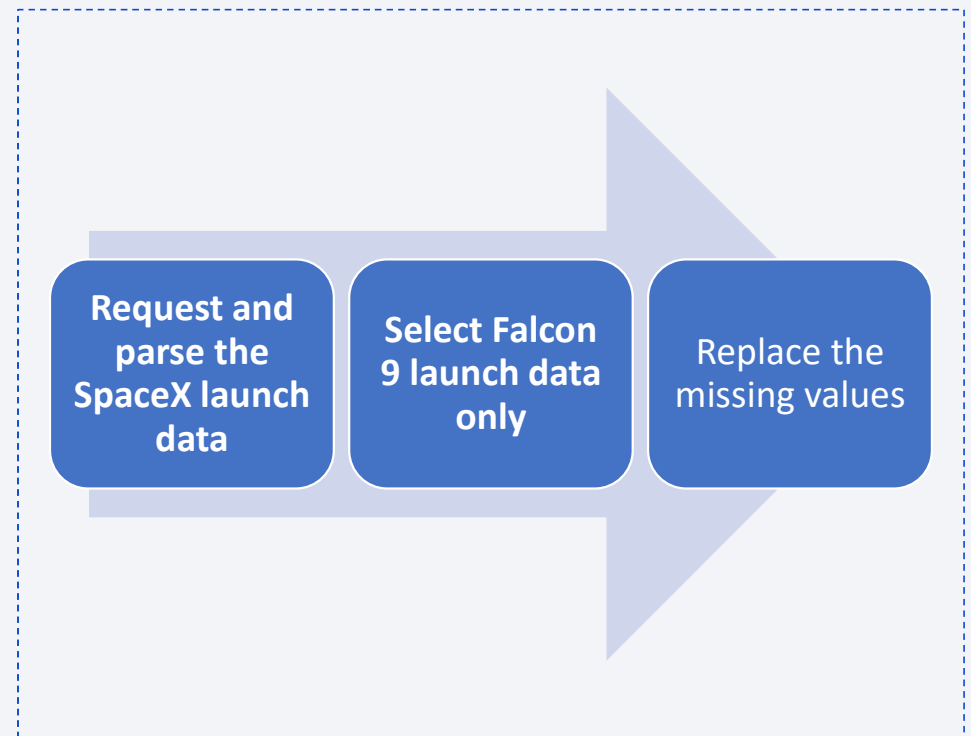 Request and
parse the
SpaceX launch
data
Select Falcon
9 launch data
only
Replace the
missing values